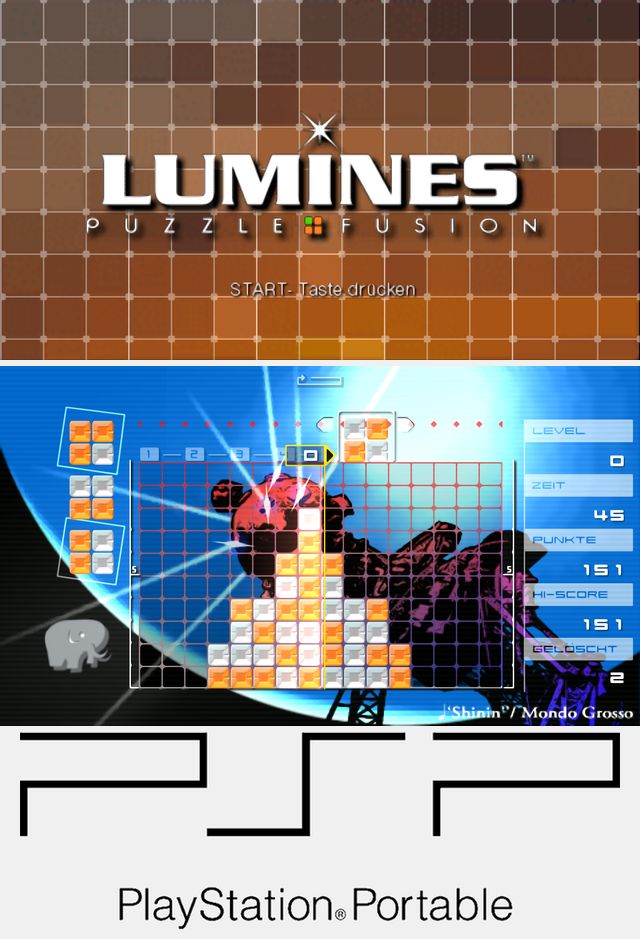 LUMINES™
PUZZLE FUSION
START- Taste drücken
1 2 3 0
LEVEL
0
ZEIT
45
PUNKTE
5 5
151
HI-SCORE
151
GELÖSCHT
2
♩"Shinin" / Mondo Grosso
PSP
PlayStation®Portable